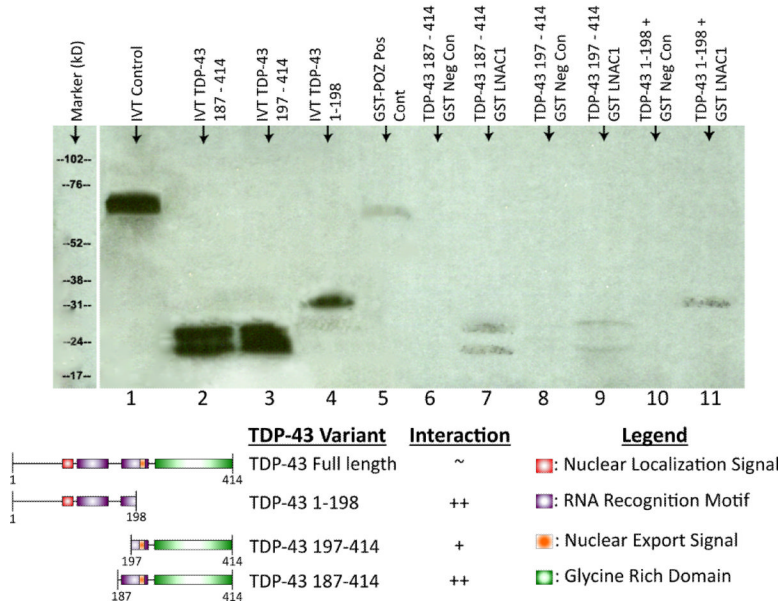 Marker (kD)
IVT Control
IVT TDP-43
187 - 414
IVT TDP-43
197 - 414
IVT TDP-43
1-198
GST-POZ Pos
Cont
TDP-43 187 - 414
GST Neg Con
TDP-43 187 - 414
GST LNAC1
TDP-43 197 - 414
GST Neg Con
TDP-43 197 - 414
GST LNAC1
TDP-43 1-198 +
GST Neg Con
TDP-43 1-198 +
GST LNAC1
--102--
--76--
--52--
--38--
--31--
--24--
--17--
1 2 3 4 5 6 7 8 9 10 11
TDP-43 Variant Interaction Legend
1 414 TDP-43 Full length ~ : Nuclear Localization Signal
1 198 TDP-43 1-198 ++ : RNA Recognition Motif
197 414 TDP-43 197-414 + : Nuclear Export Signal
187 414 TDP-43 187-414 ++ : Glycine Rich Domain